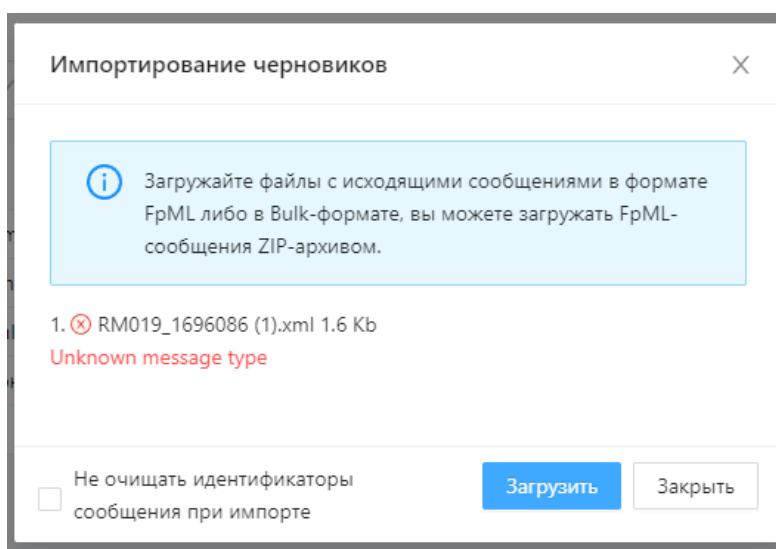 Импортирование черновиков
Загружайте файлы с исходящими сообщениями в формате
FpML либо в Bulk-формате, вы можете загружать FpML-
сообщения ZIP-архивом.
1. RM019_1696086 (1).xml 1.6 Kb
Unknown message type
Не очищать идентификаторы
сообщения при импорте
Загрузить
Закрыть